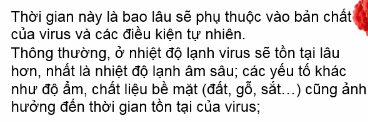 Thời gian này là bao lâu sẽ phụ thuộc vào bản chất
của virus và các điều kiện tự nhiên.
Thông thường, ở nhiệt độ lạnh virus sẽ tồn tại lâu
hơn, nhất là nhiệt độ lạnh âm sâu; các yếu tố khác
như độ ẩm, chất liệu bề mặt (đất, gỗ, sắt...) cũng ảnh
hưởng đến thời gian tồn tại của virus;